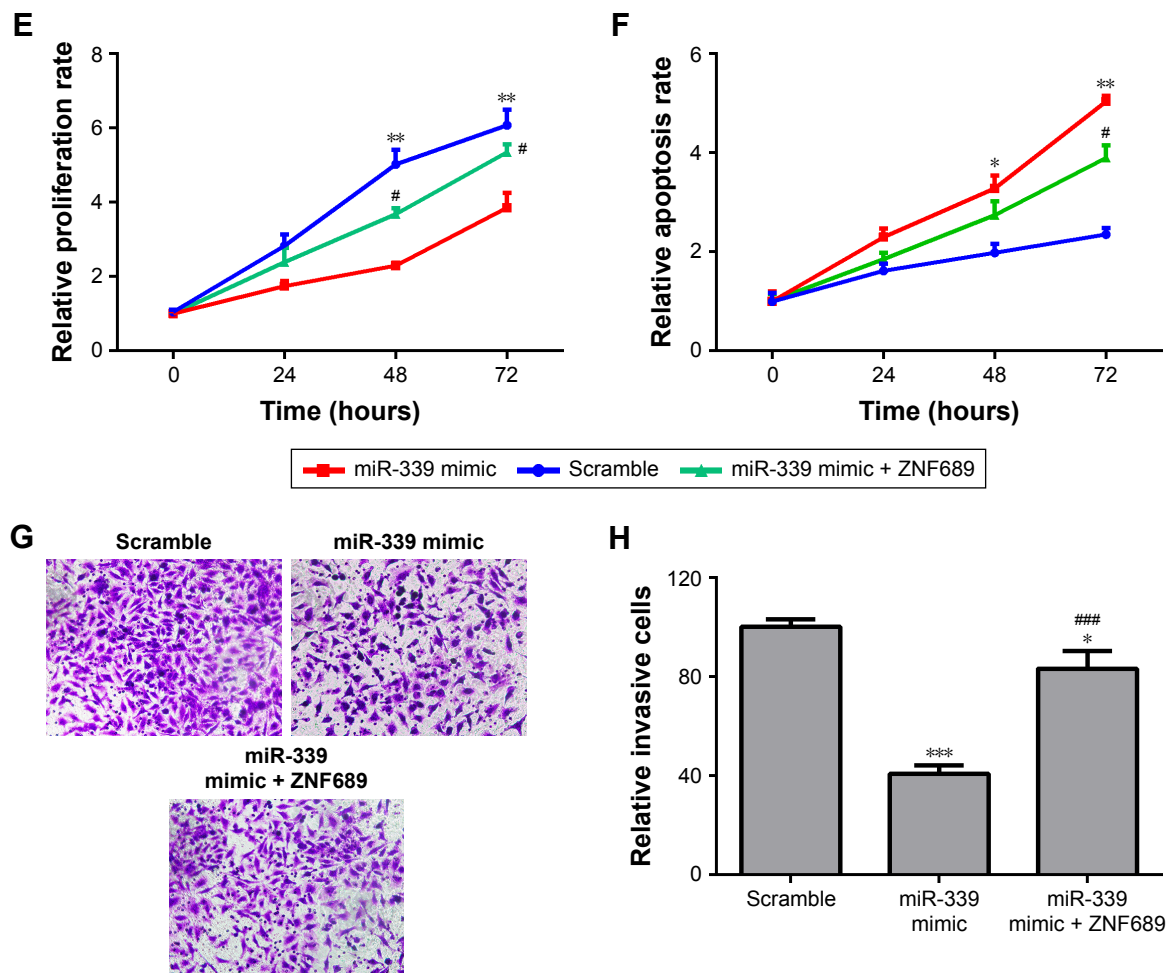 E
Relative proliferation rate
8
6
4
2
0
**
**
#
#
0
24
48
72
Time (hours)
F
Relative apoptosis rate
6
4
2
0
*
**
#
0
24
48
72
Time (hours)
miR-339 mimic
Scramble
miR-339 mimic + ZNF689
G
Scramble
miR-339 mimic
miR-339
mimic + ZNF689
H
Relative invasive cells
120
80
40
0
***
###
*
Scramble
miR-339
mimic
miR-339
mimic + ZNF689